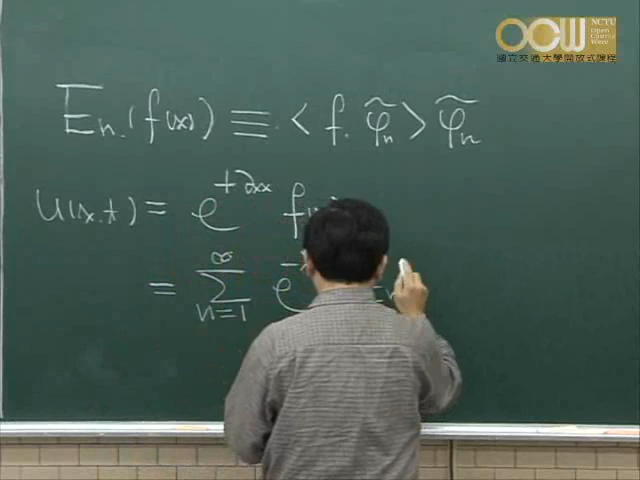 OCW NCTU Open Course Ware
國立交通大學開放式課程
Eₙ.(f(x)) ≡ < f. φ̃ₙ > φ̃ₙ
u(x.t) = e^{t∂xx} f(
= ∑_{n=1}^{∞} e^{-